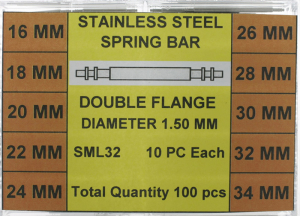 16 MM
18 MM
20 MM
22 MM
24 MM
STAINLESS STEEL
SPRING BAR
DOUBLE FLANGE
DIAMETER 1.50 MM
SML32 10 PC Each
Total Quantity 100 pcs
26 MM
28 MM
30 MM
32 MM
34 MM